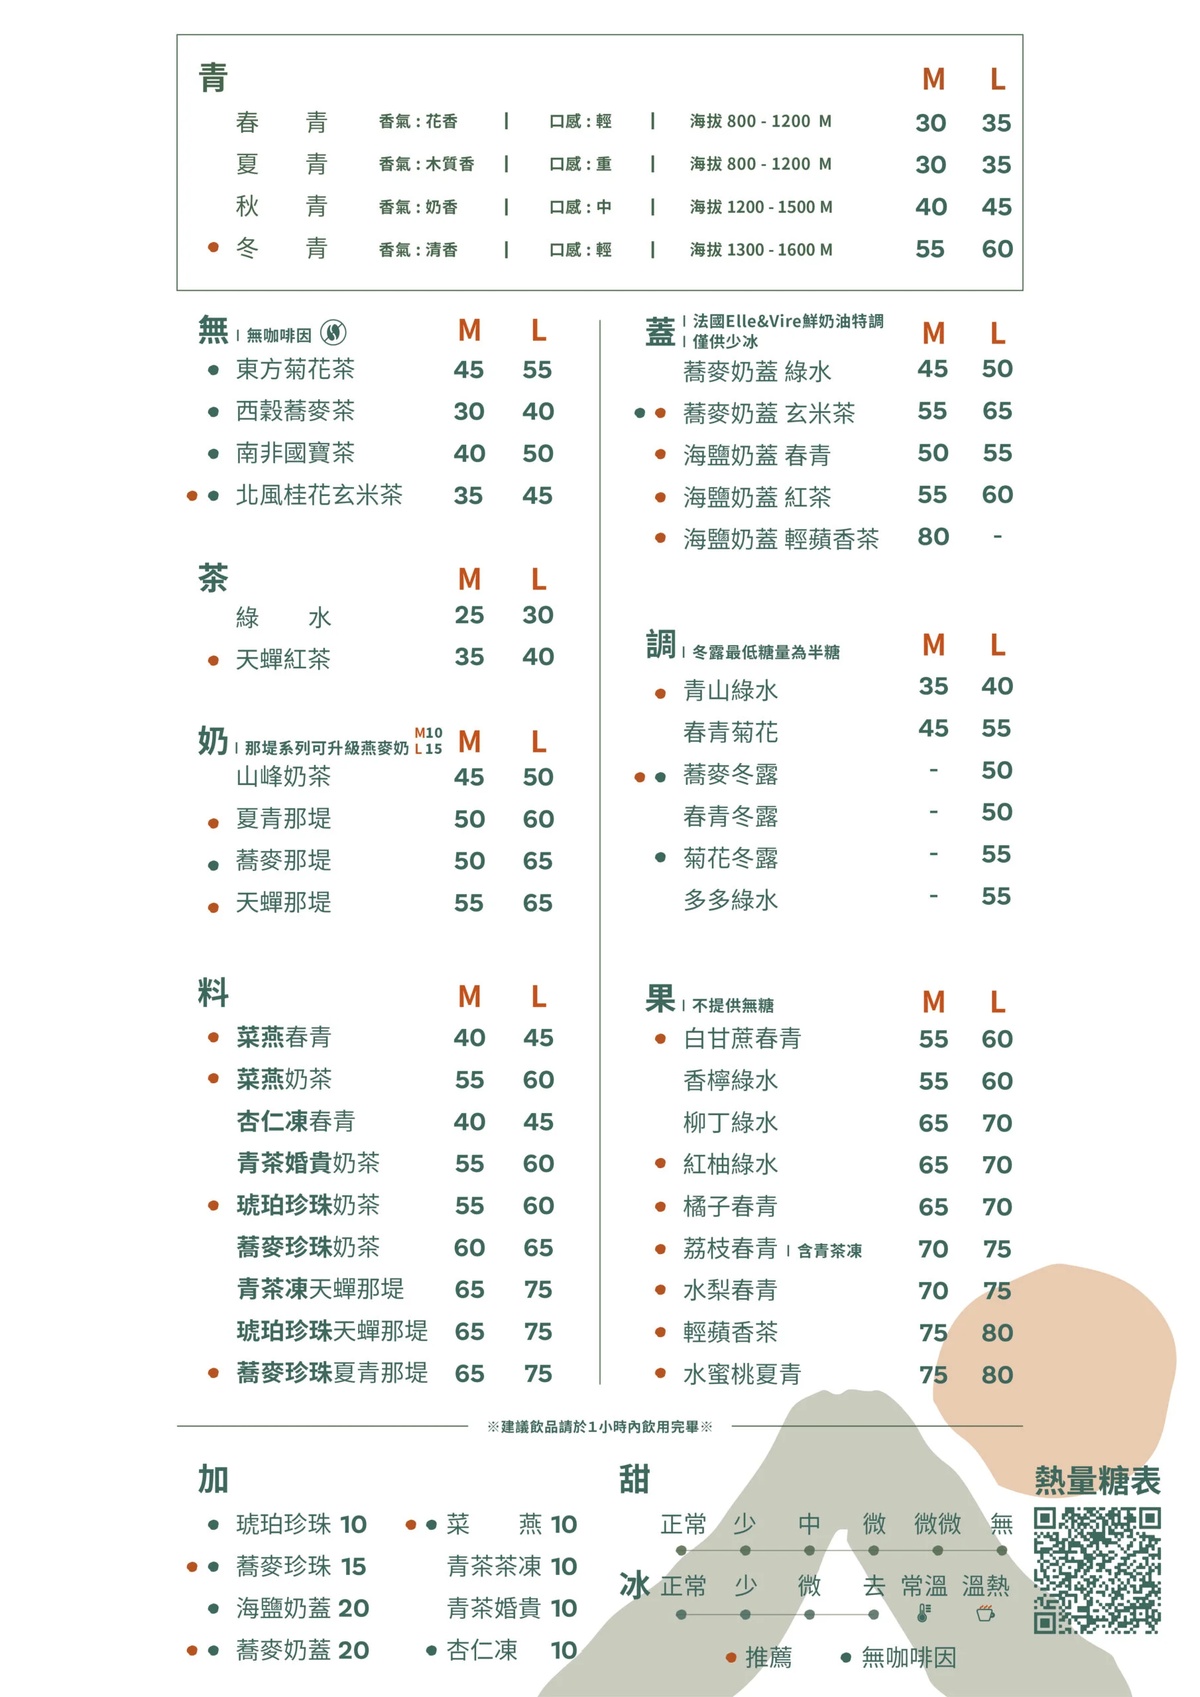 青 M L
春 青 香氣 : 花香 | 口感 : 輕 | 海拔 800 - 1200 M 30 35
夏 青 香氣 : 木質香 | 口感 : 重 | 海拔 800 - 1200 M 30 35
秋 青 香氣 : 奶香 | 口感 : 中 | 海拔 1200 - 1500 M 40 45
冬 青 香氣 : 清香 | 口感 : 輕 | 海拔 1300 - 1600 M 55 60
無 | 無咖啡因 M L
東方菊花茶 45 55
西穀蕎麥茶 30 40
南非國寶茶 40 50
北風桂花玄米茶 35 45
茶 M L
綠 水 25 30
天蟬紅茶 35 40
奶 | 那堤系列可升級燕麥奶 M10 L 15 M L
山峰奶茶 45 50
夏青那堤 50 60
蕎麥那堤 50 65
天蟬那堤 55 65
料 M L
菜燕春青 40 45
菜燕奶茶 55 60
杏仁凍春青 40 45
青茶婚貴奶茶 55 60
琥珀珍珠奶茶 55 60
蕎麥珍珠奶茶 60 65
青茶凍天蟬那堤 65 75
琥珀珍珠天蟬那堤 65 75
蕎麥珍珠夏青那堤 65 75
蓋 | 法國Elle&Vire鮮奶油特調
| 僅供少冰 M L
蕎麥奶蓋 綠水 45 50
蕎麥奶蓋 玄米茶 55 65
海鹽奶蓋 春青 50 55
海鹽奶蓋 紅茶 55 60
海鹽奶蓋 輕蘋香茶 80 -
調 | 冬露最低糖量為半糖 M L
青山綠水 35 40
春青菊花 45 55
蕎麥冬露 - 50
春青冬露 - 50
菊花冬露 - 55
多多綠水 - 55
果 | 不提供無糖 M L
白甘蔗春青 55 60
香檸綠水 55 60
柳丁綠水 65 70
紅柚綠水 65 70
橘子春青 65 70
荔枝春青 | 含青茶凍 70 75
水梨春青 70 75
輕蘋香茶 75 80
水蜜桃夏青 75 80
※建議飲品請於1小時內飲用完畢※
加
琥珀珍珠 10 菜 燕 10
蕎麥珍珠 15 青茶茶凍 10
海鹽奶蓋 20 青茶婚貴 10
蕎麥奶蓋 20 杏仁凍 10
甜
正常 少 中 微 微微 無
冰 正常 少 微 去 常溫 溫熱
推薦 無咖啡因
熱量糖表